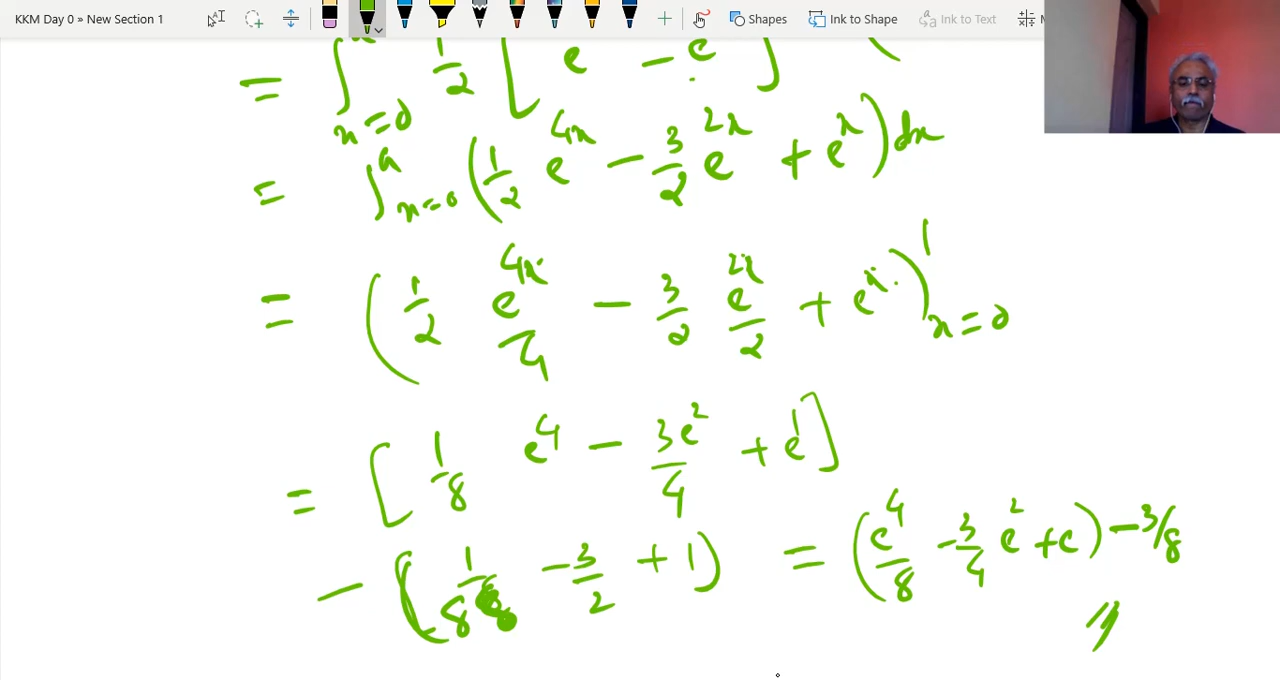 KKM Day 0 » New Section 1 Shapes Ink to Shape Ink to Text
= ∫ x=0 1/2 [ e - e ]
= ∫ᵃ x=0 ( 1/2 e^4x - 3/2 e^2x + e^x ) dx
= ( 1/2 e^4x/4 - 3/2 e^2x/2 + e^x )^1 x=0
= [ 1/8 e^4 - 3e^2/4 + e^1 ]
- ( 1/8 - 3/2 + 1 ) = ( e^4/8 - 3/4 e^2 + e ) - 3/8